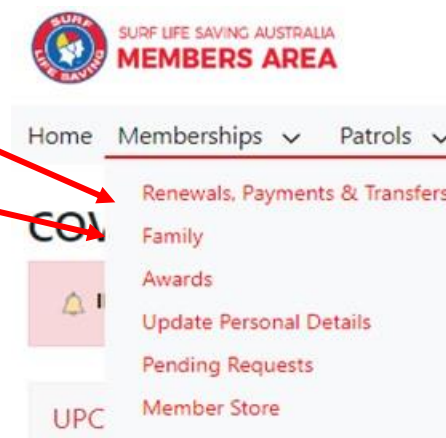 SURF LIFE SAVING
SURF LIFE SAVING AUSTRALIA
MEMBERS AREA
Home Memberships Patrols
Renewals, Payments & Transfers
COV
Family
Awards
Update Personal Details
Pending Requests
UPC
Member Store